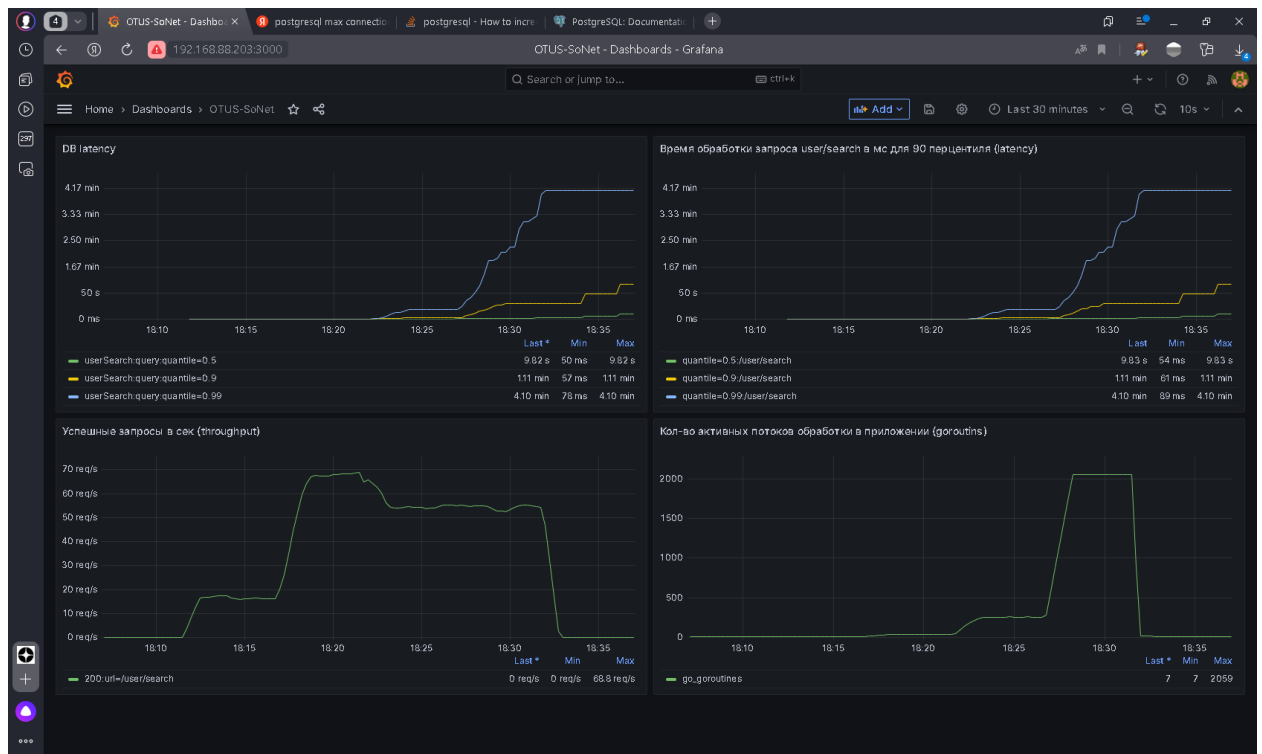 4 OTUS-SoNet - Dashboa postgresql max connectio postgresql - How to incre PostgreSQL: Documentatic
192.168.88.203:3000 OTUS-SoNet - Dashboards - Grafana
4
Search or jump to... ctrl+k
Home › Dashboards › OTUS-SoNet Add Last 30 minutes 10s
297
DB latency
4.17 min
3.33 min
2.50 min
1.67 min
50 s
0 ms
18:10 18:15 18:20 18:25 18:30 18:35
Last * Min Max
userSearch:query:quantile=0.5 9.82 s 50 ms 9.82 s
userSearch:query:quantile=0.9 1.11 min 57 ms 1.11 min
userSearch:query:quantile=0.99 4.10 min 78 ms 4.10 min
Время обработки запроса user/search в мс для 90 перцентиля (latency)
4.17 min
3.33 min
2.50 min
1.67 min
50 s
0 ms
18:10 18:15 18:20 18:25 18:30 18:35
Last Min Max
quantile=0.5:/user/search 9.83 s 54 ms 9.83 s
quantile=0.9:/user/search 1.11 min 61 ms 1.11 min
quantile=0.99:/user/search 4.10 min 89 ms 4.10 min
Успешные запросы в сек (throughput)
70 req/s
60 req/s
50 req/s
40 req/s
30 req/s
20 req/s
10 req/s
0 req/s
18:10 18:15 18:20 18:25 18:30 18:35
Last * Min Max
200:url=/user/search 0 req/s 0 req/s 68.8 req/s
Кол-во активных потоков обработки в приложении (goroutins)
2000
1500
1000
500
0
18:10 18:15 18:20 18:25 18:30 18:35
Last * Min Max
go_goroutines 7 7 2059